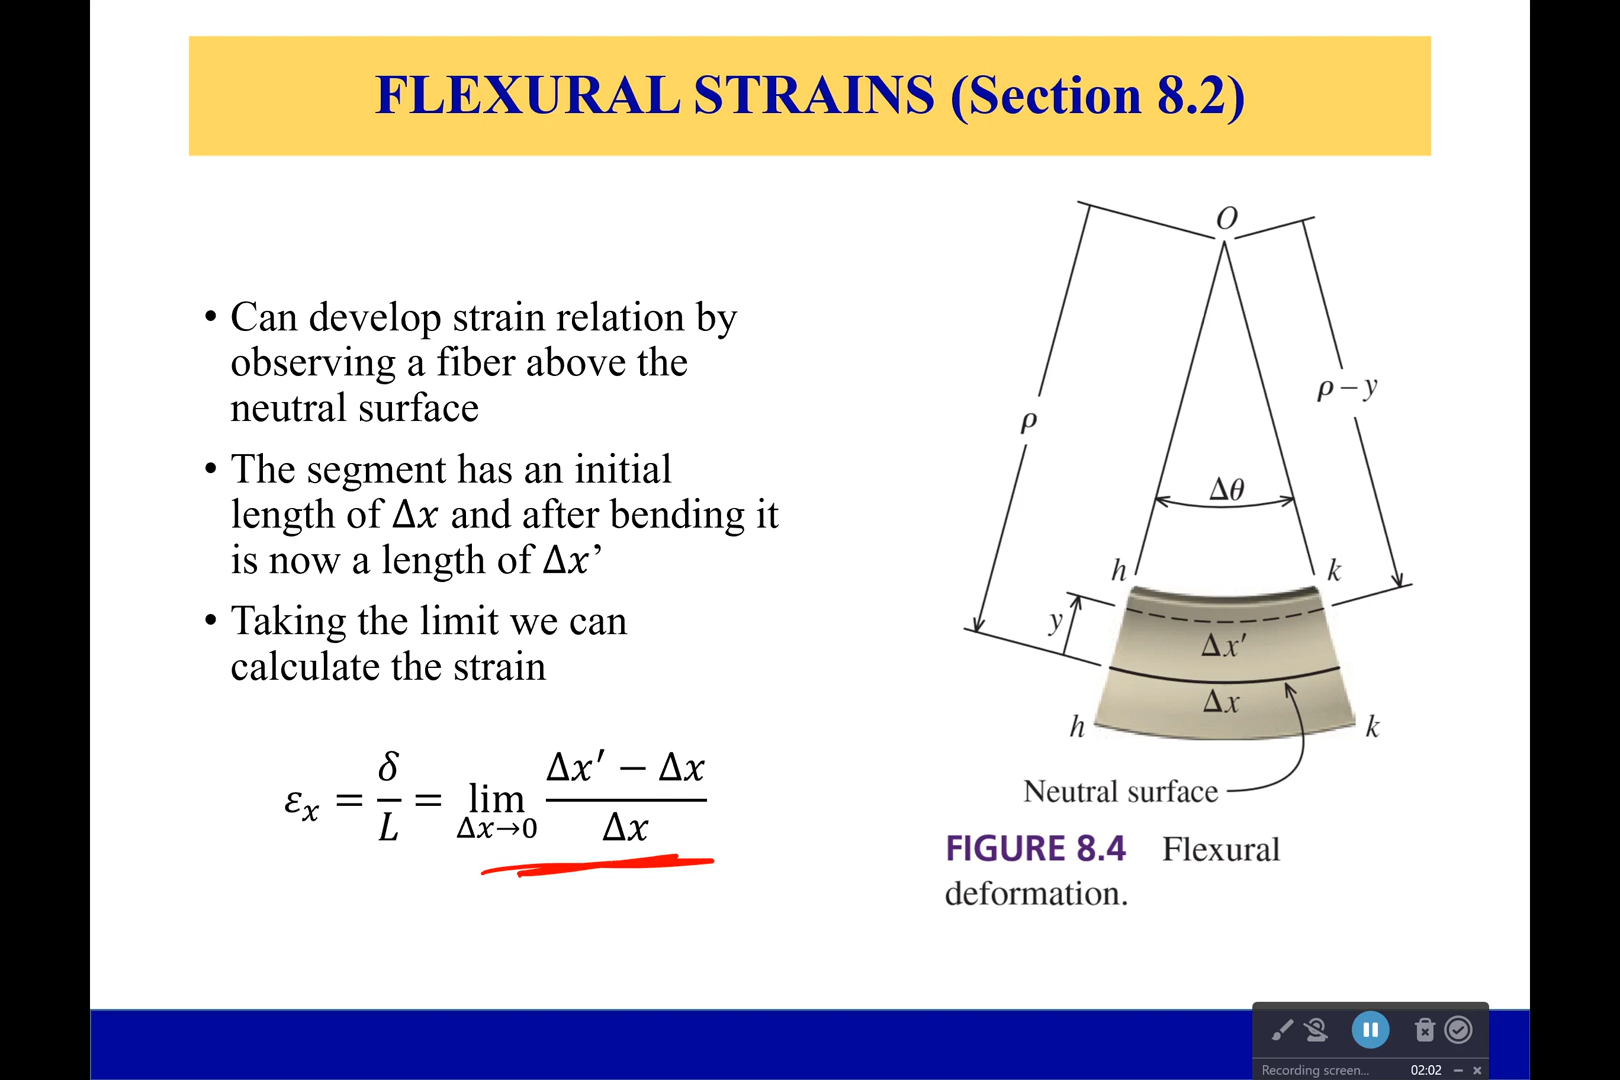 FLEXURAL STRAINS (Section 8.2)
• Can develop strain relation by
observing a fiber above the
neutral surface
• The segment has an initial
length of Δx and after bending it
is now a length of Δx’
• Taking the limit we can
calculate the strain
εₓ = δ/L = lim Δx→0 (Δx′ − Δx)/Δx
O
ρ
ρ – y
Δθ
h
k
y
Δx′
Δx
h
k
Neutral surface
FIGURE 8.4 Flexural
deformation.
Recording screen... 02:02